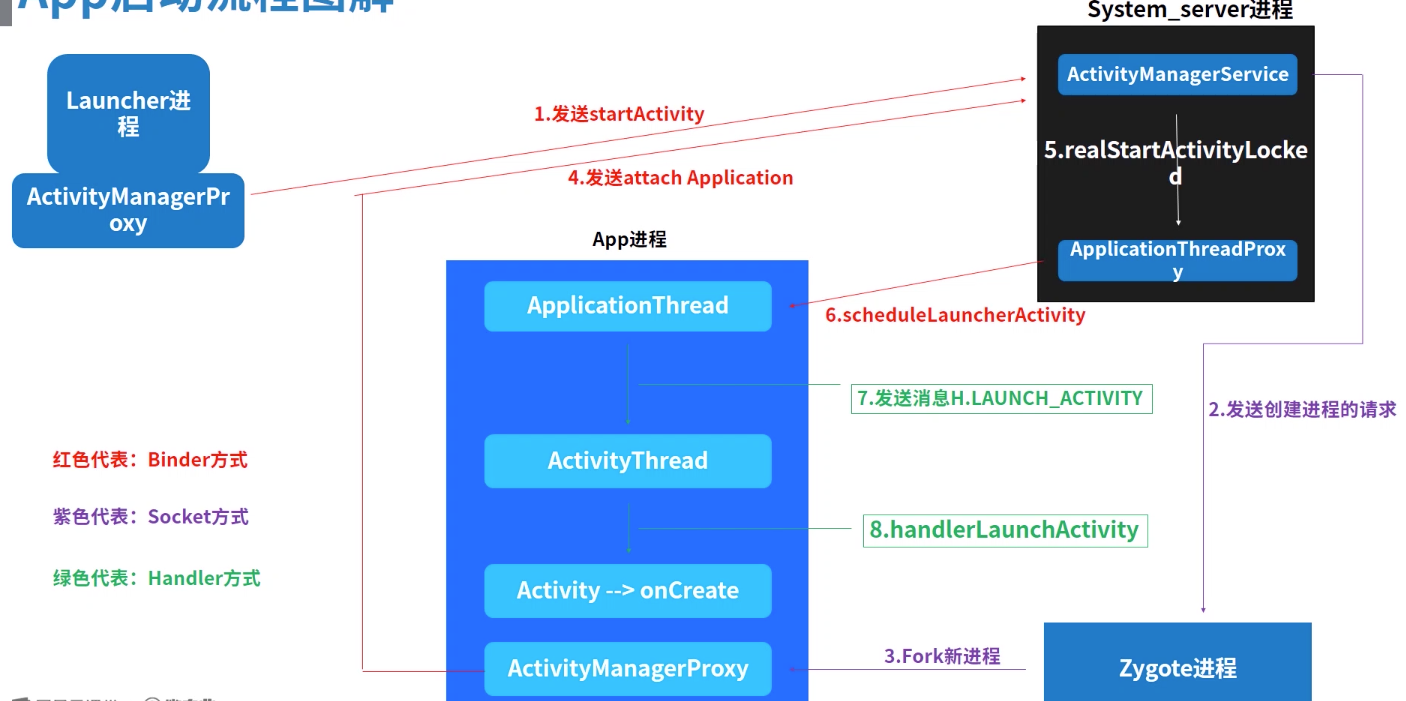 App启动流程图解
System_server进程
Launcher进
程
ActivityManagerPr
oxy
1.发送startActivity
4.发送attach Application
ActivityManagerService
5.realStartActivityLocke
d
ApplicationThreadProx
y
App进程
ApplicationThread
6.scheduleLauncherActivity
7.发送消息H.LAUNCH_ACTIVITY
2.发送创建进程的请求
ActivityThread
红色代表：Binder方式
紫色代表：Socket方式
绿色代表：Handler方式
8.handlerLaunchActivity
Activity --> onCreate
ActivityManagerProxy
3.Fork新进程
Zygote进程